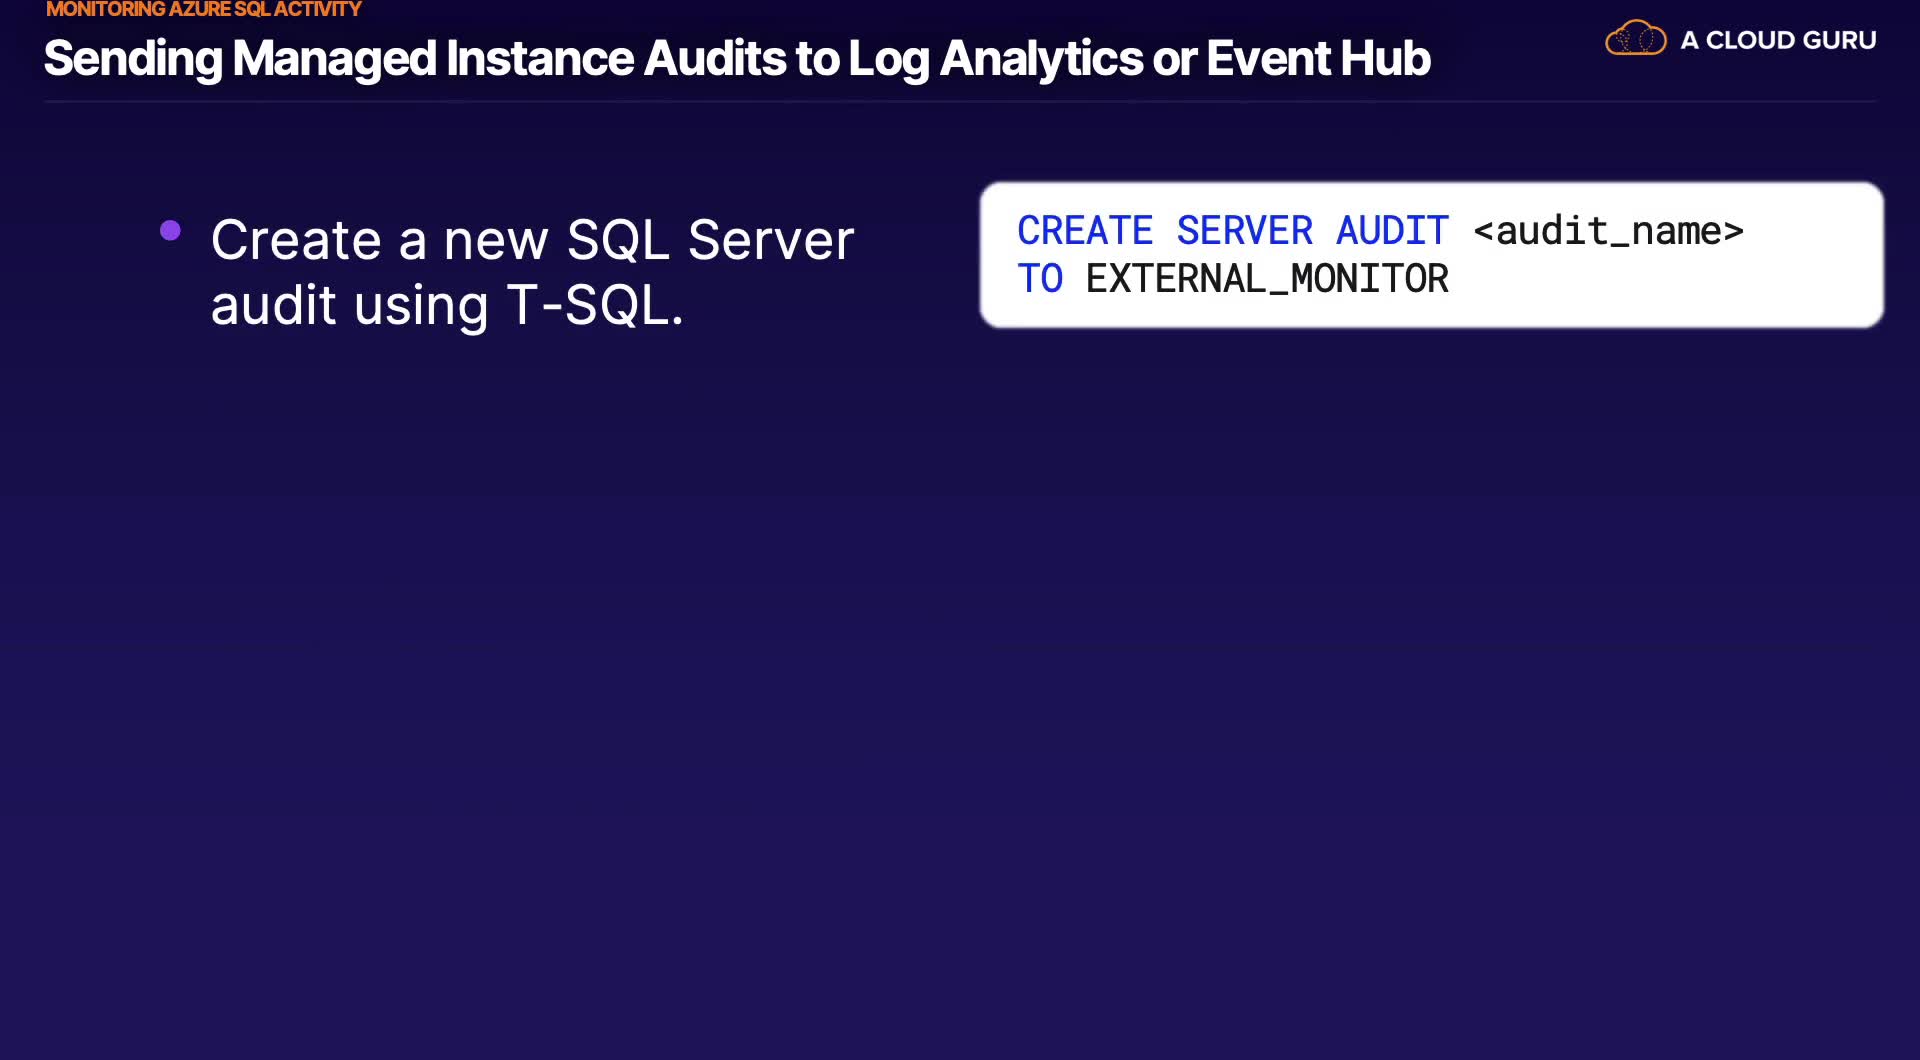 MONITORING AZURE SQL ACTIVITY
Sending Managed Instance Audits to Log Analytics or Event Hub
A CLOUD GURU
Create a new SQL Server
audit using T-SQL.
CREATE SERVER AUDIT <audit_name>
TO EXTERNAL_MONITOR